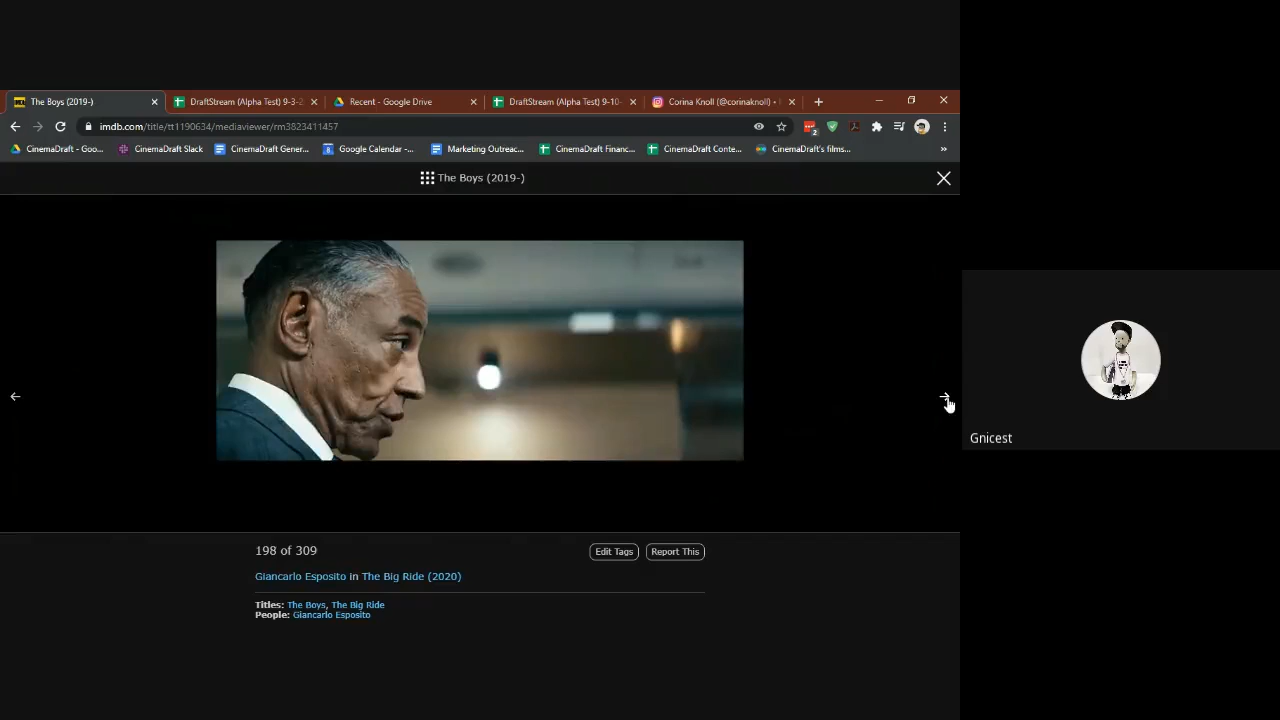 The Boys (2019-)
DraftStream (Alpha Test) 9-3-2
Recent - Google Drive
DraftStream (Alpha Test) 9-10-
Corina Knoll (@corinaknoll) •
imdb.com/title/tt1190634/mediaviewer/rm3823411457
2
CinemaDraft - Goo...
CinemaDraft Slack
CinemaDraft Gener...
Google Calendar -...
Marketing Outreac...
CinemaDraft Financ...
CinemaDraft Conte...
CinemaDraft's films...
»
The Boys (2019-)
198 of 309
Edit Tags
Report This
Giancarlo Esposito in The Big Ride (2020)
Titles: The Boys, The Big Ride
People: Giancarlo Esposito
Gnicest